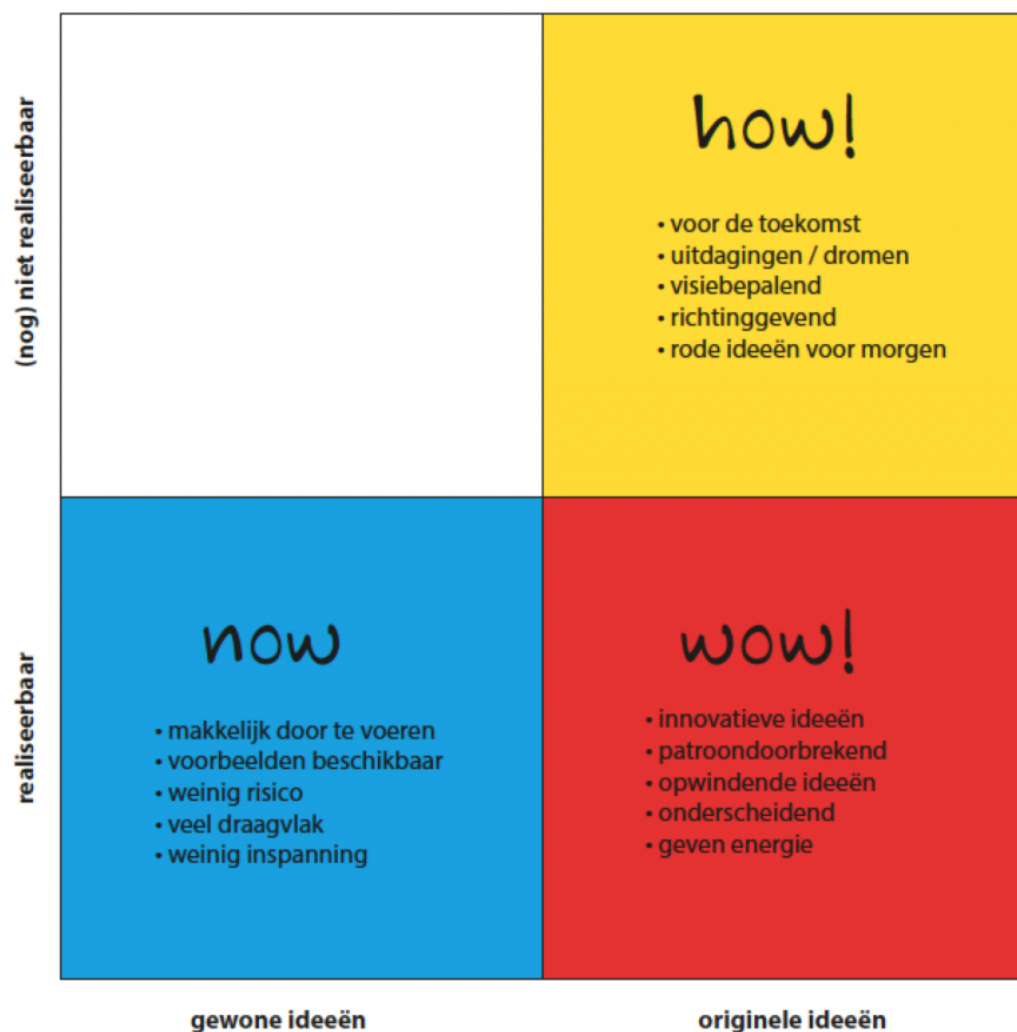 (nog) niet realiseerbaar
how!
• voor de toekomst
• uitdagingen / dromen
• visiebepalend
• richtinggevend
• rode ideeën voor morgen
realiseerbaar
now
• makkelijk door te voeren
• voorbeelden beschikbaar
• weinig risico
• veel draagvlak
• weinig inspanning
wow!
• innovatieve ideeën
• patroondoorbrekend
• opwindende ideeën
• onderscheidend
• geven energie
gewone ideeën
originele ideeën